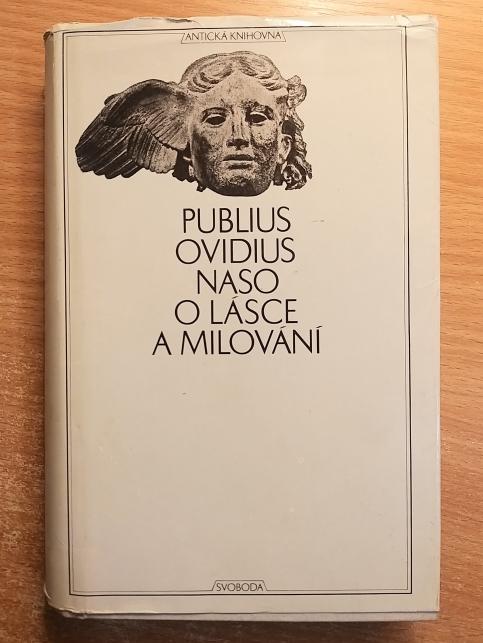 ANTICKÁ KNIHOVNA
PUBLIUS
OVIDIUS
NASO
O LÁSCE
A MILOVÁNÍ
SVOBODA